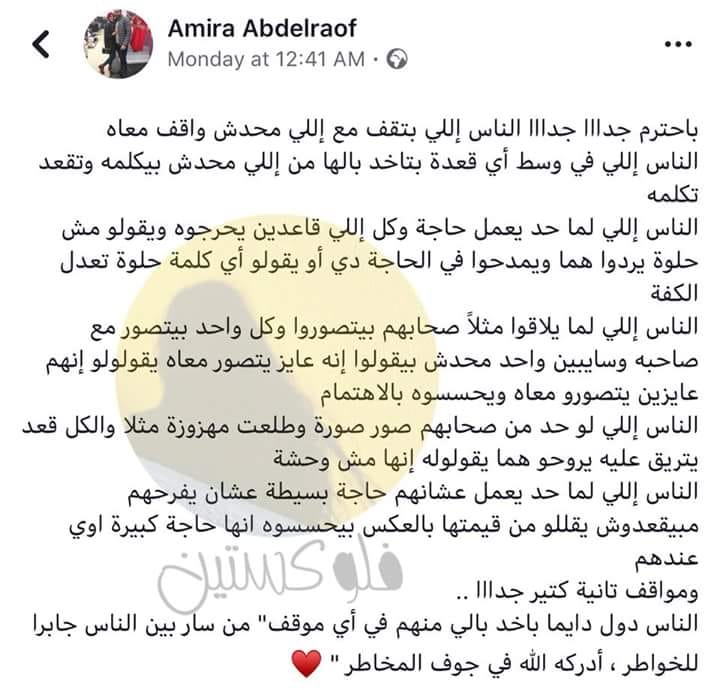 Amira Abdelraof
Monday at 12:41 AM ·
باحترم جدااا جدااا الناس إللي بتقف مع إللي محدش واقف معاه
الناس إللي في وسط أي قعدة بتاخد بالها من إللي محدش بيكلمه وتقعد
تكلمه
الناس إللي لما حد يعمل حاجة وكل إللي قاعدين يحرجوه ويقولو مش
حلوة يردوا هما ويمدحوا في الحاجة دي أو يقولو أي كلمة حلوة تعدل
الكفة
الناس إللي لما يلاقوا مثلاً صحابهم بيتصوروا وكل واحد بيتصور مع
صاحبه وسايبين واحد محدش بيقولوا إنه عايز يتصور معاه يقولولو إنهم
عايزين يتصورو معاه ويحسسوه بالاهتمام
الناس إللي لو حد من صحابهم صور صورة وطلعت مهزوزة مثلا والكل قعد
يتريق عليه يروحو هما يقولوله إنها مش وحشة
الناس إللي لما حد يعمل عشانهم حاجة بسيطة عشان يفرحهم
مبيقعدوش يقللو من قيمتها بالعكس بيحسسوه انها حاجة كبيرة اوي
عندهم
ومواقف تانية كتير جدااا ..
الناس دول دايما باخد بالي منهم في أي موقف" من سار بين الناس جابرا
للخواطر ، أدركه الله في جوف المخاطر " ♥
فلوكستين